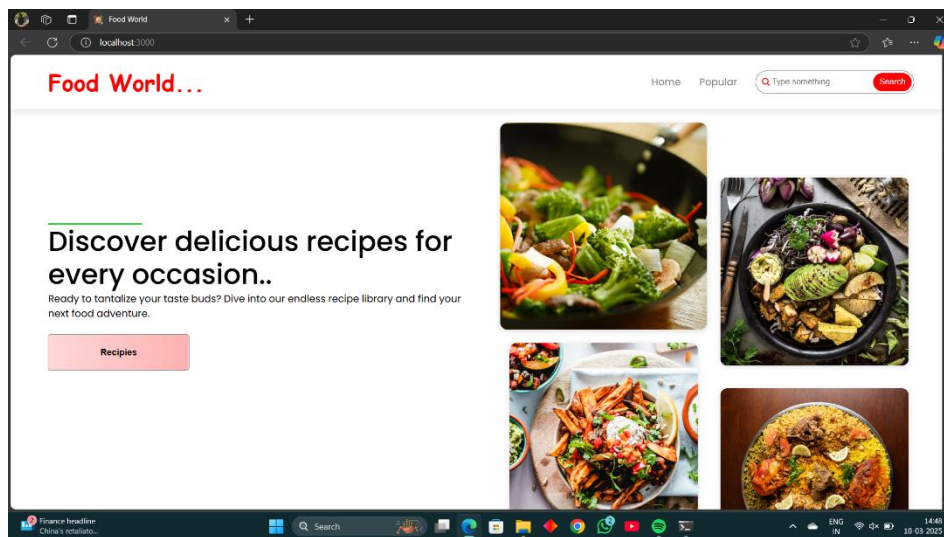 Food World
localhost:3000
Food World...
Home Popular Type something Search
Discover delicious recipes for
every occasion..
Ready to tantalize your taste buds? Dive into our endless recipe library and find your
next food adventure.
Recipies
Finance headline
China's retaliato...
Search
ENG
IN
14:48
10-03-2025